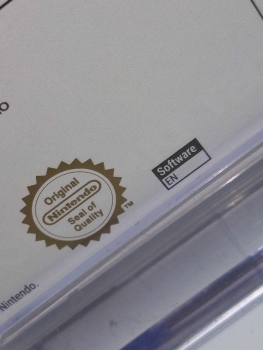 Original
Nintendo
Seal of
Quality
TM
Software
EN
Nintendo.